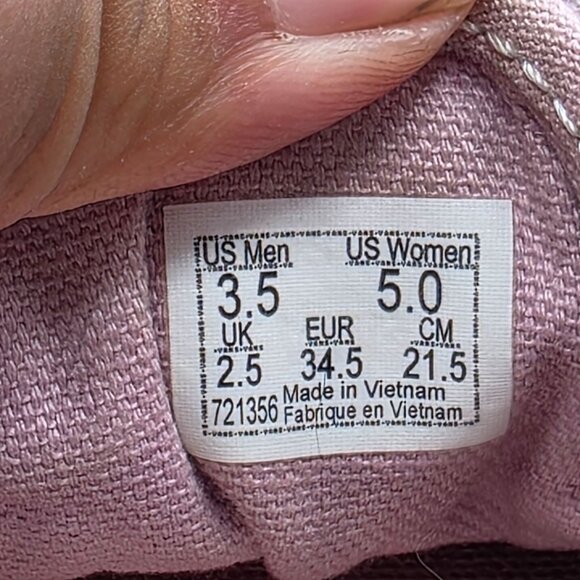 US Men US Women
3.5 5.0
UK EUR CM
2.5 34.5 21.5
721356 Made in Vietnam
Fabrique en Vietnam